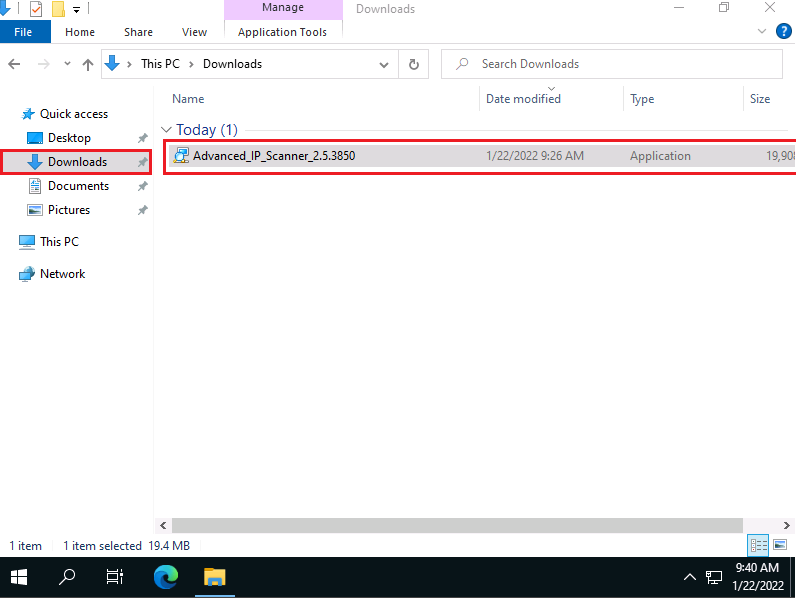 Manage
Downloads
File
Home
Share
View
Application Tools
This PC
Downloads
Search Downloads
Name
Date modified
Type
Size
Quick access
Today (1)
Desktop
Downloads
Advanced_IP_Scanner_2.5.3850
1/22/2022 9:26 AM
Application
19,908
Documents
Pictures
This PC
Network
1 item
1 item selected
19.4 MB
9:40 AM
1/22/2022